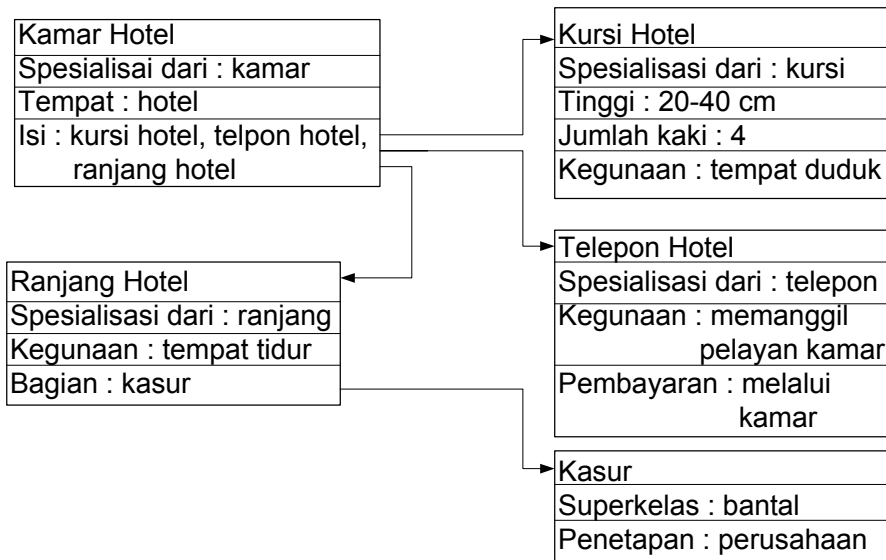 Kamar Hotel
Spesialisai dari : kamar
Tempat : hotel
Isi : kursi hotel, telpon hotel,
ranjang hotel
Kursi Hotel
Spesialisasi dari : kursi
Tinggi : 20-40 cm
Jumlah kaki : 4
Kegunaan : tempat duduk
Ranjang Hotel
Spesialisasi dari : ranjang
Kegunaan : tempat tidur
Bagian : kasur
Telepon Hotel
Spesialisasi dari : telepon
Kegunaan : memanggil
pelayan kamar
Pembayaran : melalui
kamar
Kasur
Superkelas : bantal
Penetapan : perusahaan